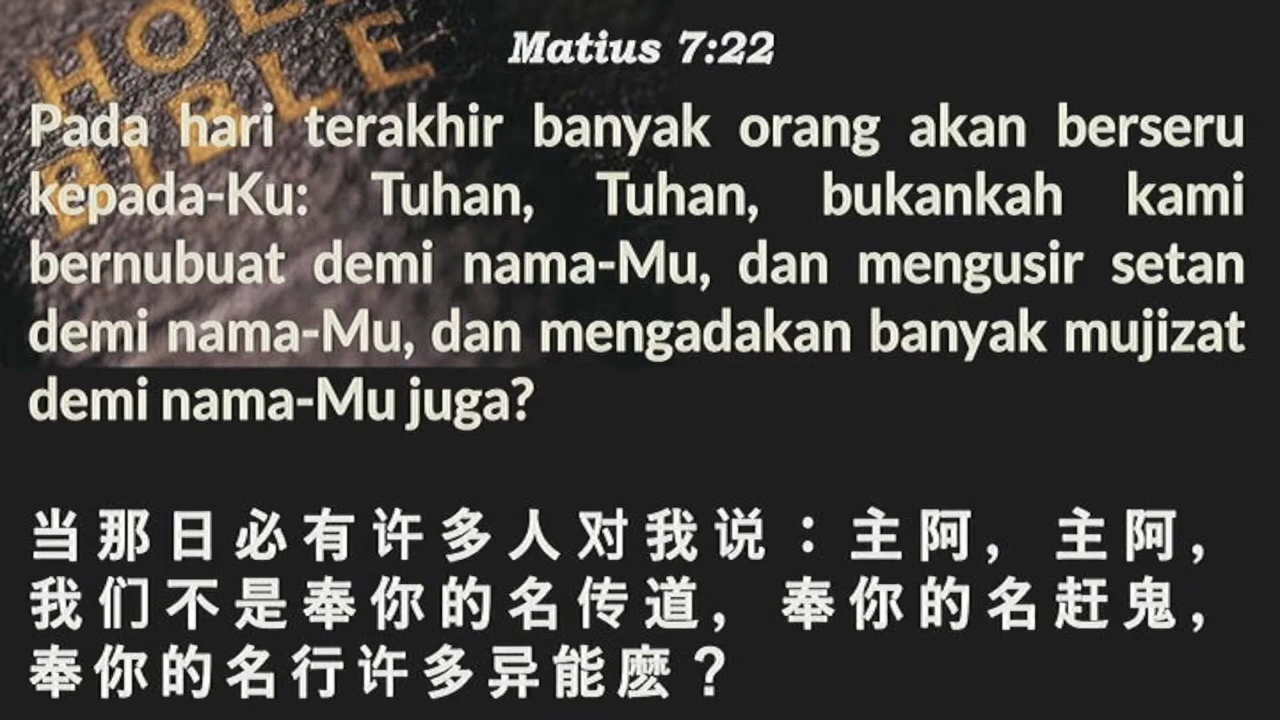 HOLY
BIBLE
Matius 7:22
Pada hari terakhir banyak orang akan berseru
kepada-Ku: Tuhan, Tuhan, bukankah kami
bernubuat demi nama-Mu, dan mengusir setan
demi nama-Mu, dan mengadakan banyak mujizat
demi nama-Mu juga?
当那日必有许多人对我说：主阿，主阿，
我们不是奉你的名传道，奉你的名赶鬼，
奉你的名行许多异能麽？